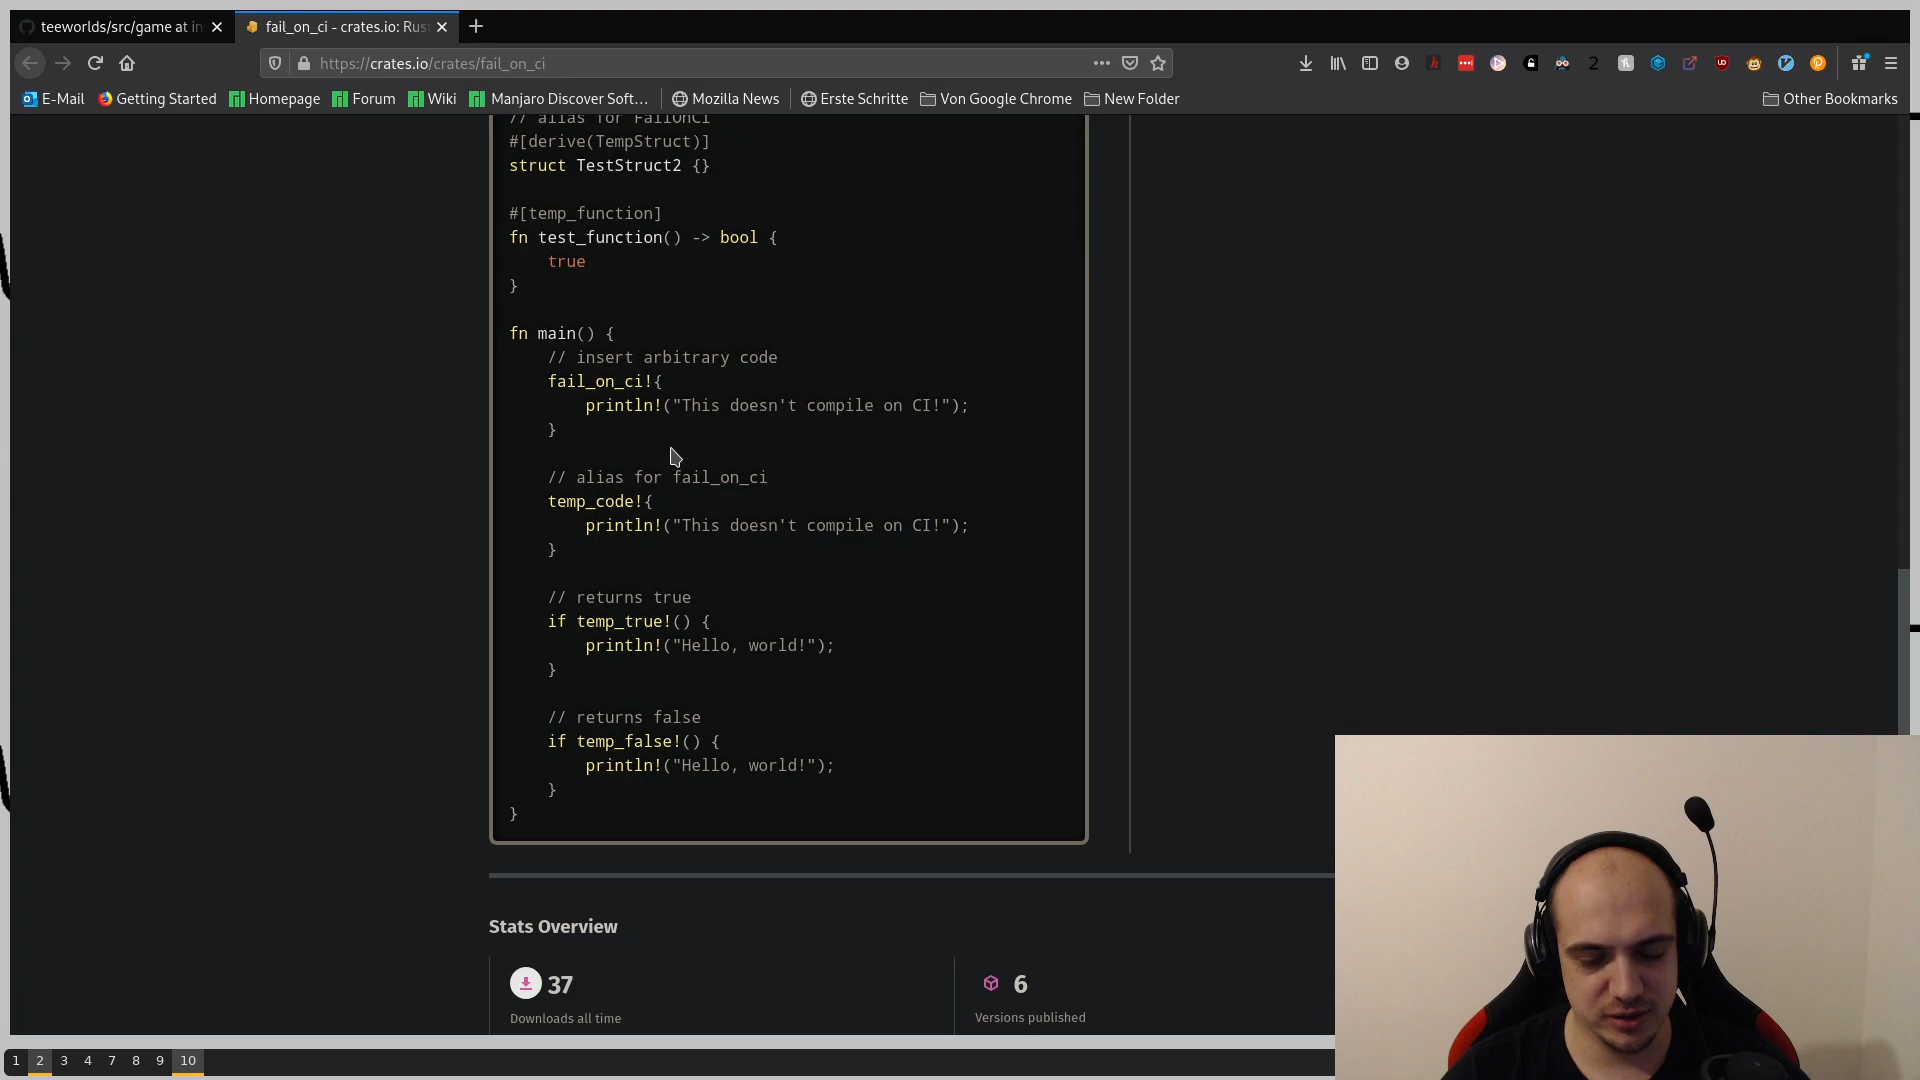 teeworlds/src/game at in
fail_on_ci - crates.io: Rus
https://crates.io/crates/fail_on_ci
2
E-Mail
Getting Started
Homepage
Forum
Wiki
Manjaro Discover Soft…
Mozilla News
Erste Schritte
Von Google Chrome
New Folder
Other Bookmarks
// alias for FailOnCi
#[derive(TempStruct)]
struct TestStruct2 {}
#[temp_function]
fn test_function() -> bool {
true
}
fn main() {
// insert arbitrary code
fail_on_ci!{
println!("This doesn't compile on CI!");
}
// alias for fail_on_ci
temp_code!{
println!("This doesn't compile on CI!");
}
// returns true
if temp_true!() {
println!("Hello, world!");
}
// returns false
if temp_false!() {
println!("Hello, world!");
}
}
Stats Overview
37
Downloads all time
6
Versions published
1 2 3 4 7 8 9 10